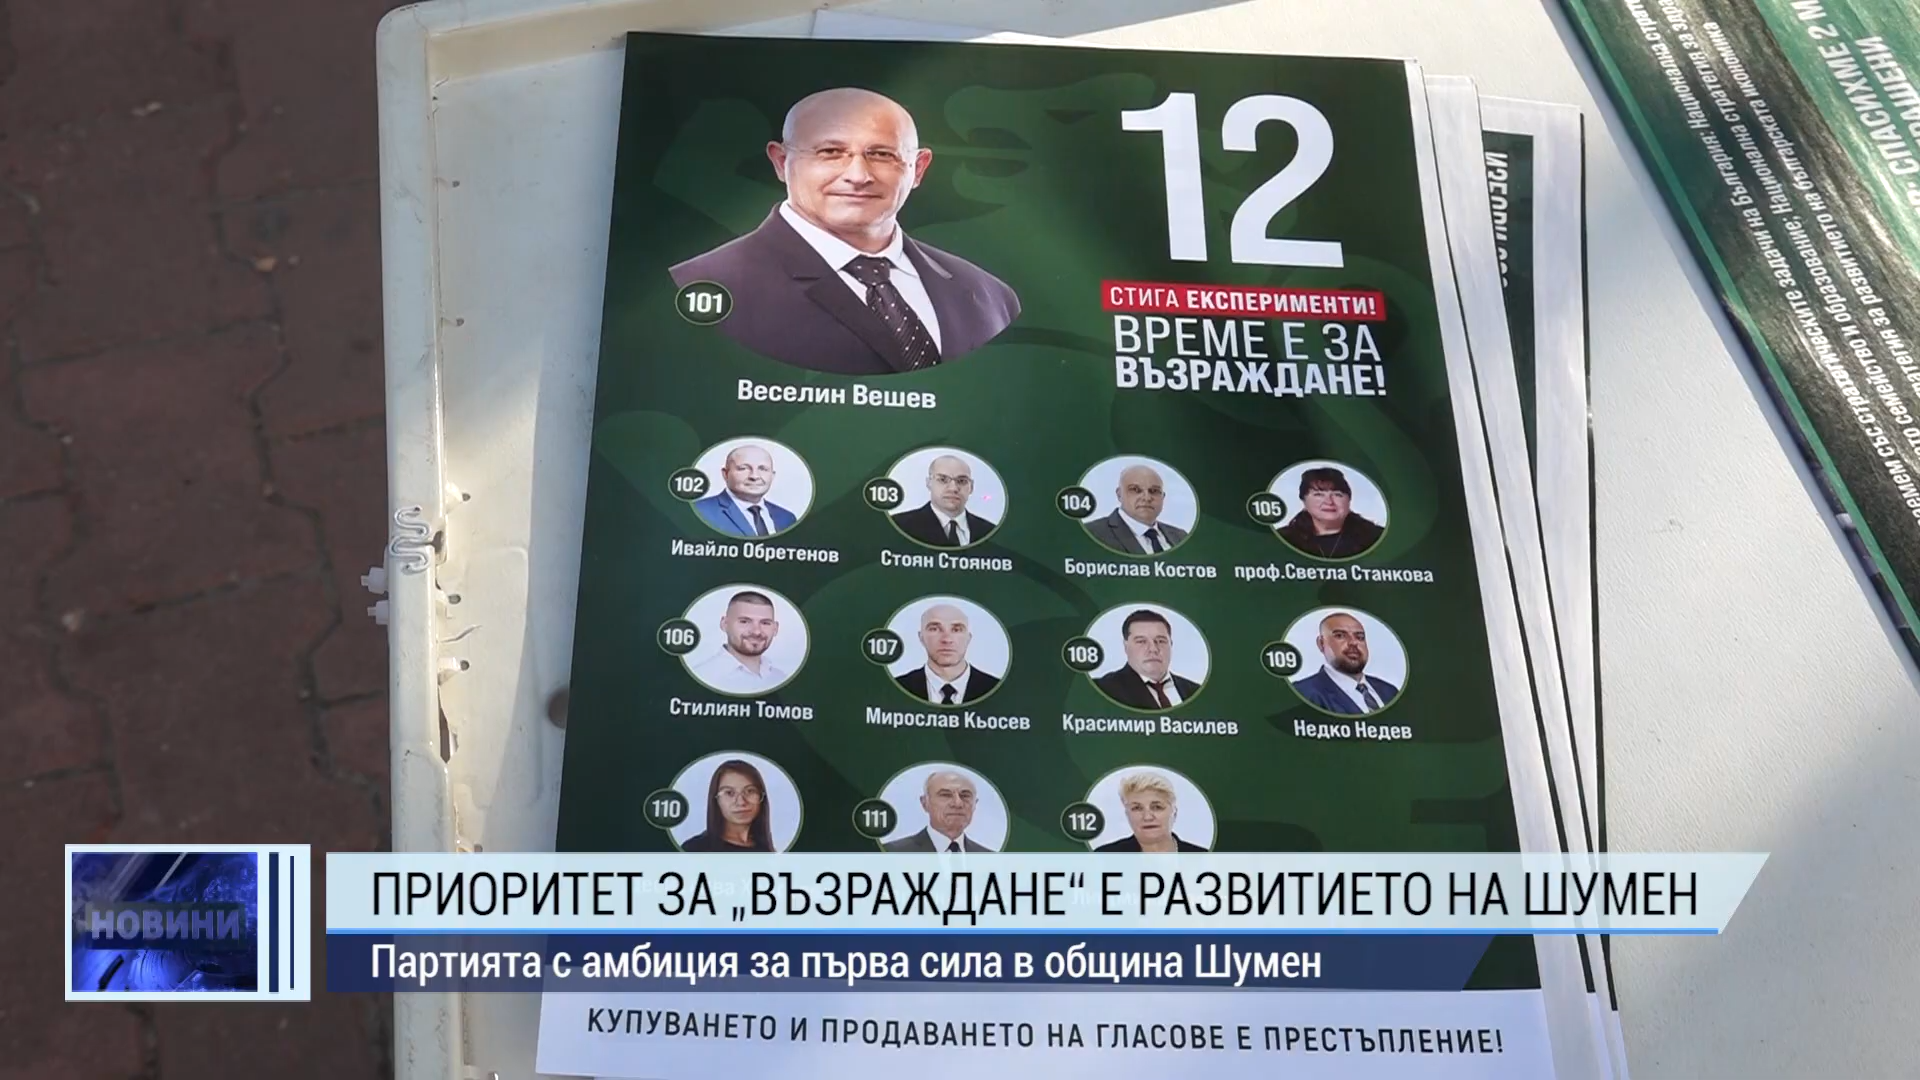 12
СТИГА ЕКСПЕРИМЕНТИ!
ВРЕМЕ Е ЗА
ВЪЗРАЖДАНЕ!
101
Веселин Вешев
102
Ивайло Обретенов
103
Стоян Стоянов
104
Борислав Костов
105
проф.Светла Станкова
106
Стилиян Томов
107
Мирослав Кьосев
108
Красимир Василев
109
Недко Недев
110
111
112
СПАСИХМЕ 2 М
НОВИНИ
ПРИОРИТЕТ ЗА „ВЪЗРАЖДАНЕ“ Е РАЗВИТИЕТО НА ШУМЕН
Партията с амбиция за първа сила в община Шумен
КУПУВАНЕТО И ПРОДАВАНЕТО НА ГЛАСОВЕ Е ПРЕСТЪПЛЕНИЕ!